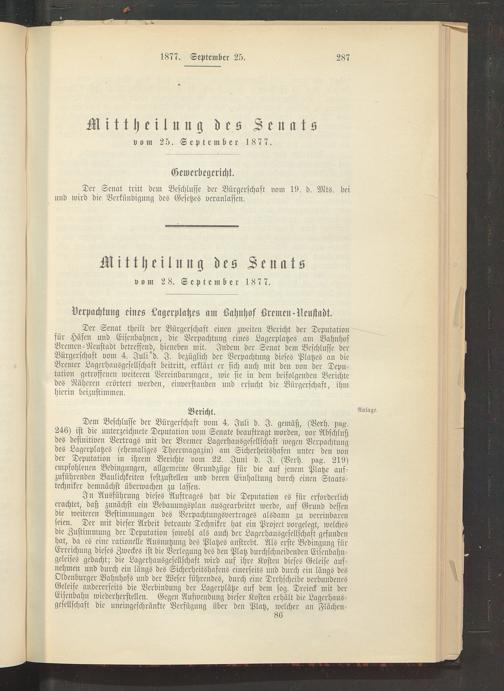 1877. September 25.
287
Mittheilung des Senats
vom 25. September 1877.
Gewerbegericht.
Der Senat tritt dem Beschlusse der Bürgerschaft vom 19. d. Mts. bei
und wird die Verkündigung des Gesetzes veranlassen.
Mittheilung des Senats
vom 28. September 1877.
Verpachtung eines Lagerplatzes am Bahnhof Bremen-Neustadt.
Der Senat theilt der Bürgerschaft einen zweiten Bericht der Deputation
für Häfen und Eisenbahnen, die Verpachtung eines Lagerplatzes am Bahnhof
Bremen-Neustadt betreffend, hieneben mit. Indem der Senat dem Beschlusse der
Bürgerschaft vom 4. Juli d. J. bezüglich der Verpachtung dieses Platzes an die
Bremer Lagerhausgesellschaft beitritt, erklärt er sich auch mit den von der Depu-
tation getroffenen weiteren Vereinbarungen, wie sie in dem beifolgenden Berichte
des Näheren erörtert werden, einverstanden und ersucht die Bürgerschaft, ihm
hierin beizustimmen.
Bericht.
Anlage.
Dem Beschlusse der Bürgerschaft vom 4. Juli d. J. gemäß, (Verh. pag.
246) ist die unterzeichnete Deputation vom Senate beauftragt worden, vor Abschluß
des definitiven Vertrags mit der Bremer Lagerhausgesellschaft wegen Verpachtung
des Lagerplatzes (ehemaliges Theermagazin) am Sicherheitshafen unter den von
der Deputation in ihrem Berichte vom 22. Juni d. J. (Verh. pag. 219)
empfohlenen Bedingungen, allgemeine Grundzüge für die auf jenem Platze auf-
zuführenden Baulichkeiten festzustellen und deren Einhaltung durch einen Staats-
techniker demnächst überwachen zu lassen.
In Ausführung dieses Auftrages hat die Deputation es für erforderlich
erachtet, daß zunächst ein Bebauungsplan ausgearbeitet werde, auf Grund dessen
die weiteren Bestimmungen des Verpachtungsvertrages alsdann zu vereinbaren
seien. Der mit dieser Arbeit betraute Techniker hat ein Project vorgelegt, welches
die Zustimmung der Deputation sowohl als auch der Lagerhausgesellschaft gefunden
hat, da es eine rationelle Ausnutzung des Platzes anstrebt. Als erste Bedingung für
Erreichung dieses Zweckes ist die Verlegung des den Platz durchschneidenden Eisenbahn-
geleises gedacht; die Lagerhausgesellschaft wird auf ihre Kosten dieses Geleise auf-
nehmen und durch ein längs des Sicherheitshafens einerseits und durch ein längs des
Oldenburger Bahnhofs und der Weser führendes, durch eine Drehscheibe verbundenes
Geleise andererseits die Verbindung der Lagerplätze auf dem sog. Dreieck mit der
Eisenbahn wiederherstellen. Gegen Aufwendung dieser Kosten erhält die Lagerhaus-
gesellschaft die uneingeschränkte Verfügung über den Platz, welcher an Flächen-
86